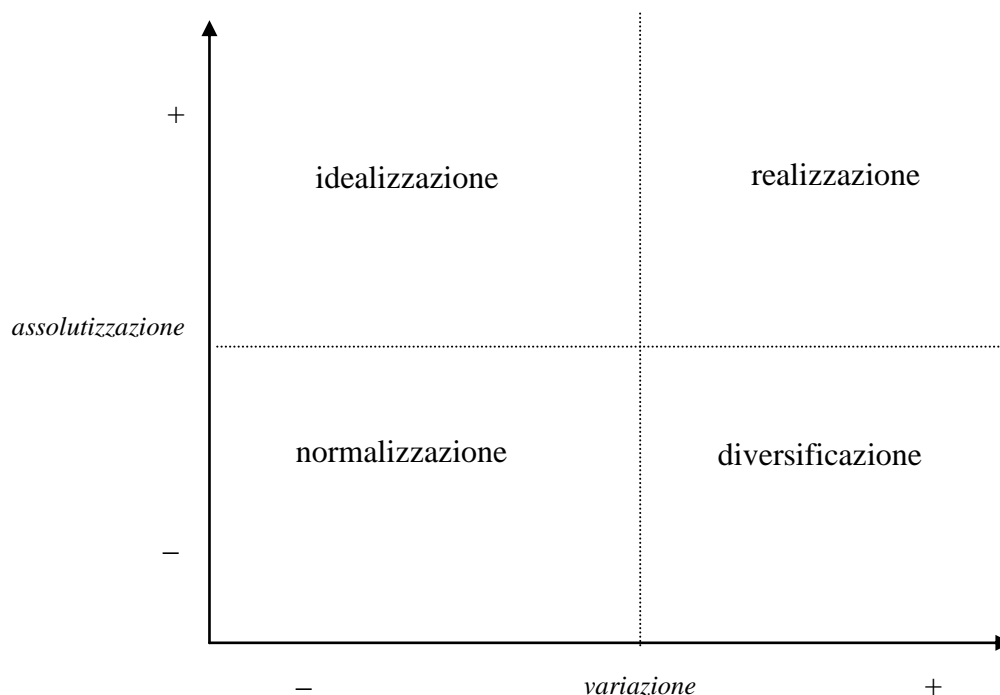 +
idealizzazione realizzazione
assolutizzazione
normalizzazione diversificazione
–
– variazione +